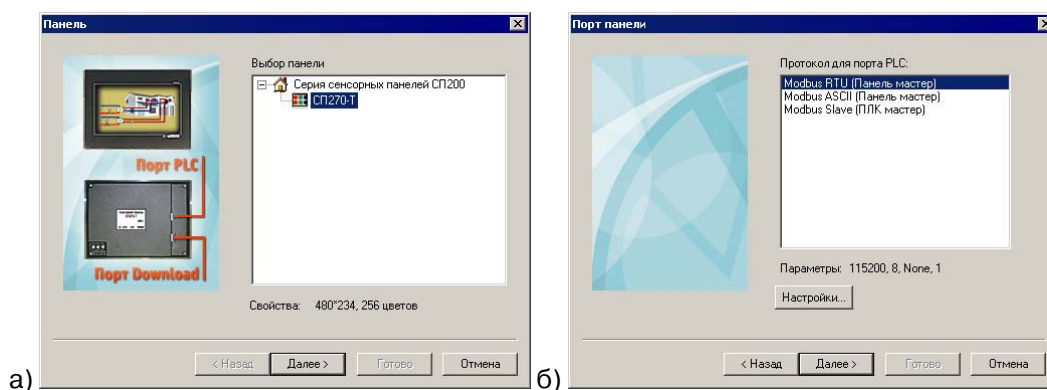 Панель
Выбор панели
Серия сенсорных панелей СП200
СП270-Т
Порт PLC
Порт Download
Свойства: 480*234, 256 цветов
< Назад
Далее >
Готово
Отмена
а)
Порт панели
Протокол для порта PLC:
Modbus RTU (Панель мастер)
Modbus ASCII (Панель мастер)
Modbus Slave (ПЛК мастер)
Параметры: 115200, 8, None, 1
Настройки...
< Назад
Далее >
Готово
Отмена
б)